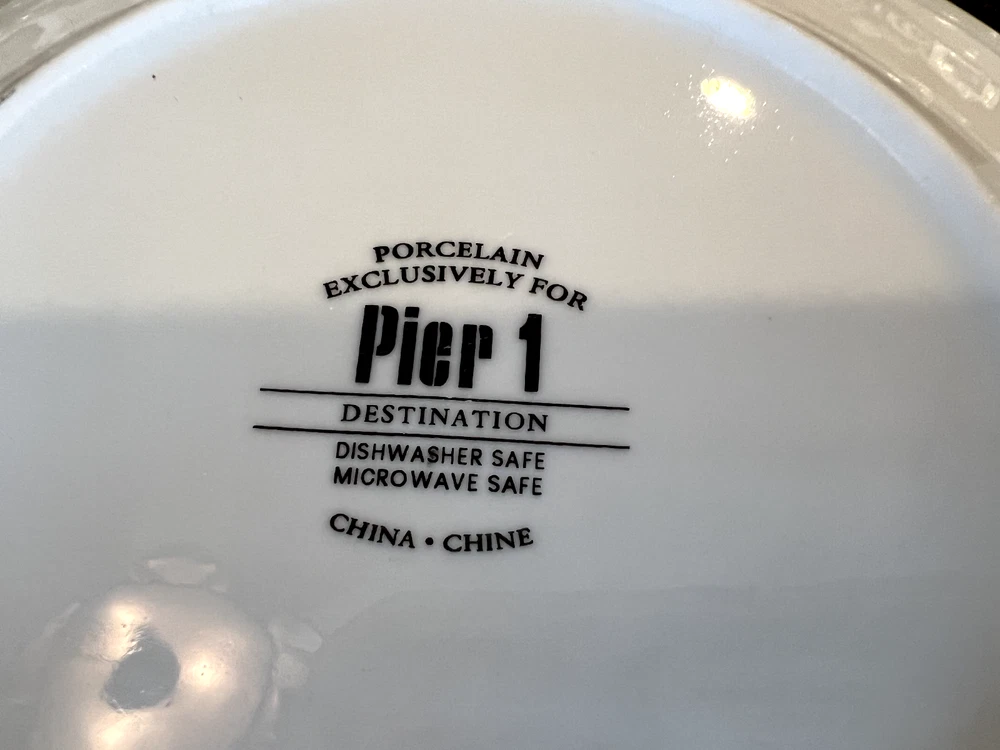 PORCELAIN
EXCLUSIVELY FOR
Pier 1
DESTINATION
DISHWASHER SAFE
MICROWAVE SAFE
CHINA • CHINE